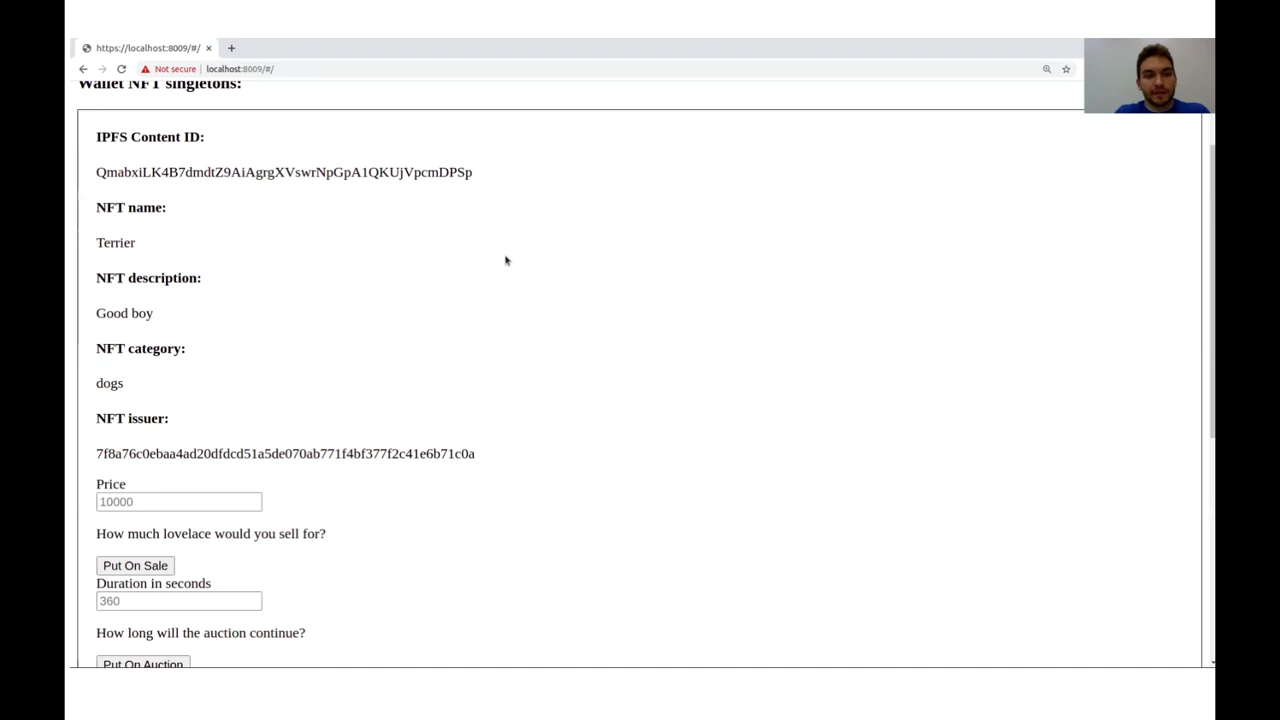 https://localhost:8009/#/
Not secure
localhost:8009/#/
Wallet NFT singletons:
IPFS Content ID:
QmabxiLK4B7dmdtZ9AiAgrgXVswrNpGpA1QKUjVpcmDPSp
NFT name:
Terrier
NFT description:
Good boy
NFT category:
dogs
NFT issuer:
7f8a76c0ebaa4ad20dfdcd51a5de070ab771f4bf377f2c41e6b71c0a
Price
10000
How much lovelace would you sell for?
Put On Sale
Duration in seconds
360
How long will the auction continue?
Put On Auction